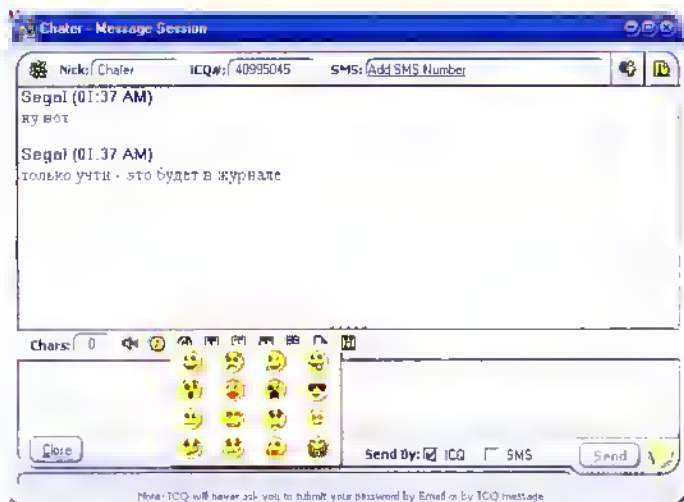 Chater - Message Session
Nick: Chater ICQ#: 40995045 SMS: Add SMS Number
Segal (01:37 AM)
ну вот
Segal (01:37 AM)
только учти - это будет в журнале
Chars: 0
Close Send By: ICQ SMS Send
Note: ICQ will never ask you to submit your password by Email or by ICQ message